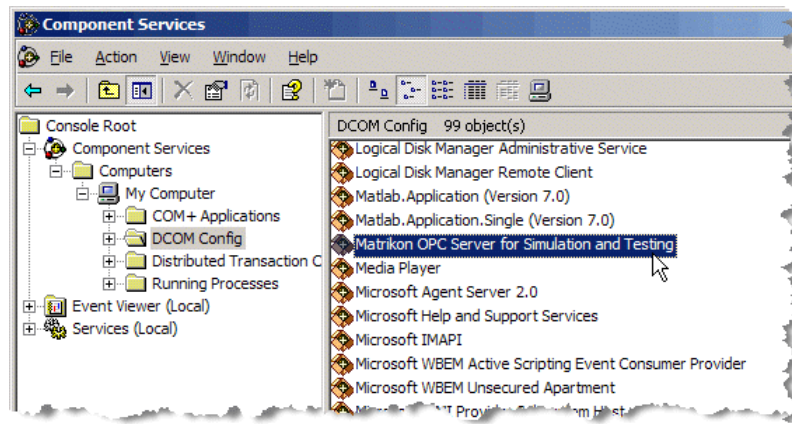 Component Services
File Action View Window Help
Console Root
Component Services
Computers
My Computer
COM+ Applications
DCOM Config
Distributed Transaction C
Running Processes
Event Viewer (Local)
Services (Local)
DCOM Config 99 object(s)
Logical Disk Manager Administrative Service
Logical Disk Manager Remote Client
Matlab.Application (Version 7.0)
Matlab.Application.Single (Version 7.0)
Matrikon OPC Server for Simulation and Testing
Media Player
Microsoft Agent Server 2.0
Microsoft Help and Support Services
Microsoft IMAPI
Microsoft WBEM Active Scripting Event Consumer Provider
Microsoft WBEM Unsecured Apartment